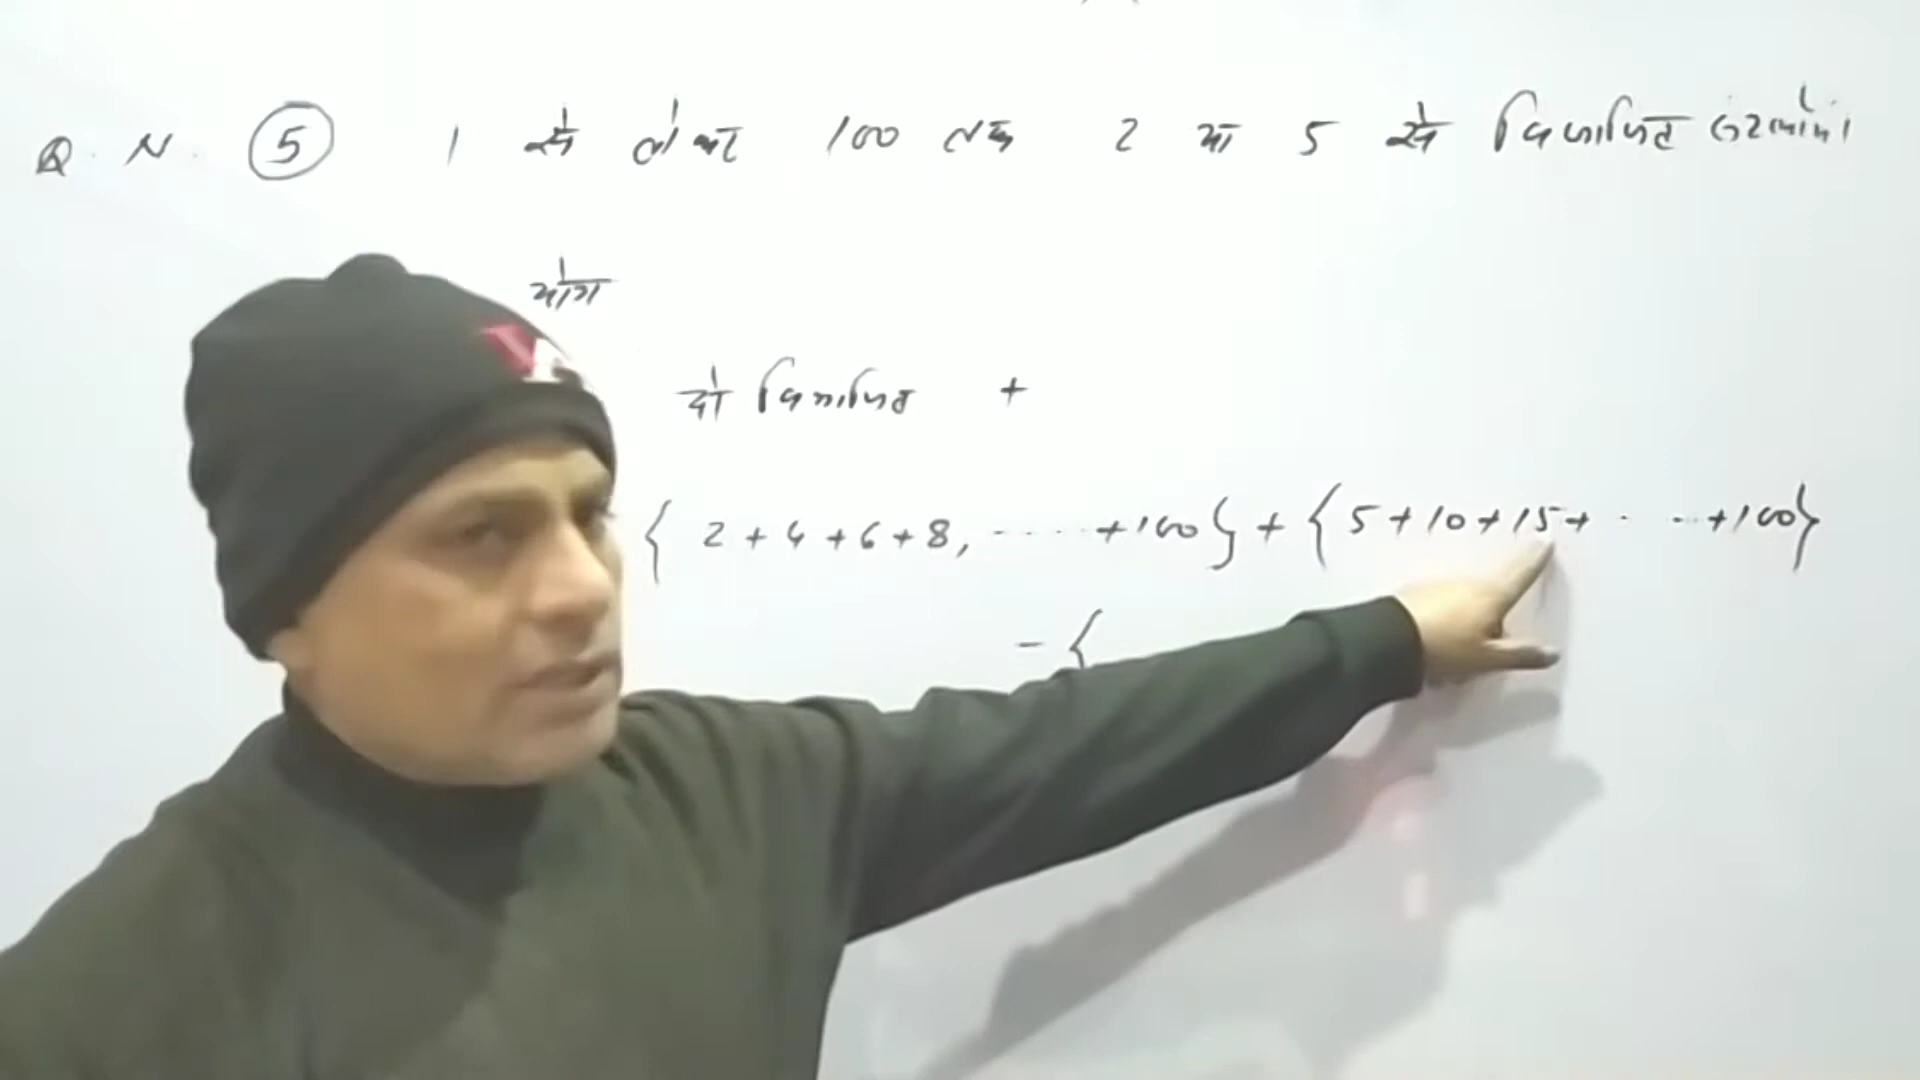 Q. N. 5 1 से लेकर 100 तक 2 या 5 से विभाजित
योग
से विभाजित +
{ 2 + 4 + 6 + 8, ---- + 100 } + { 5 + 10 + 15 + · -- + 100 }
- {